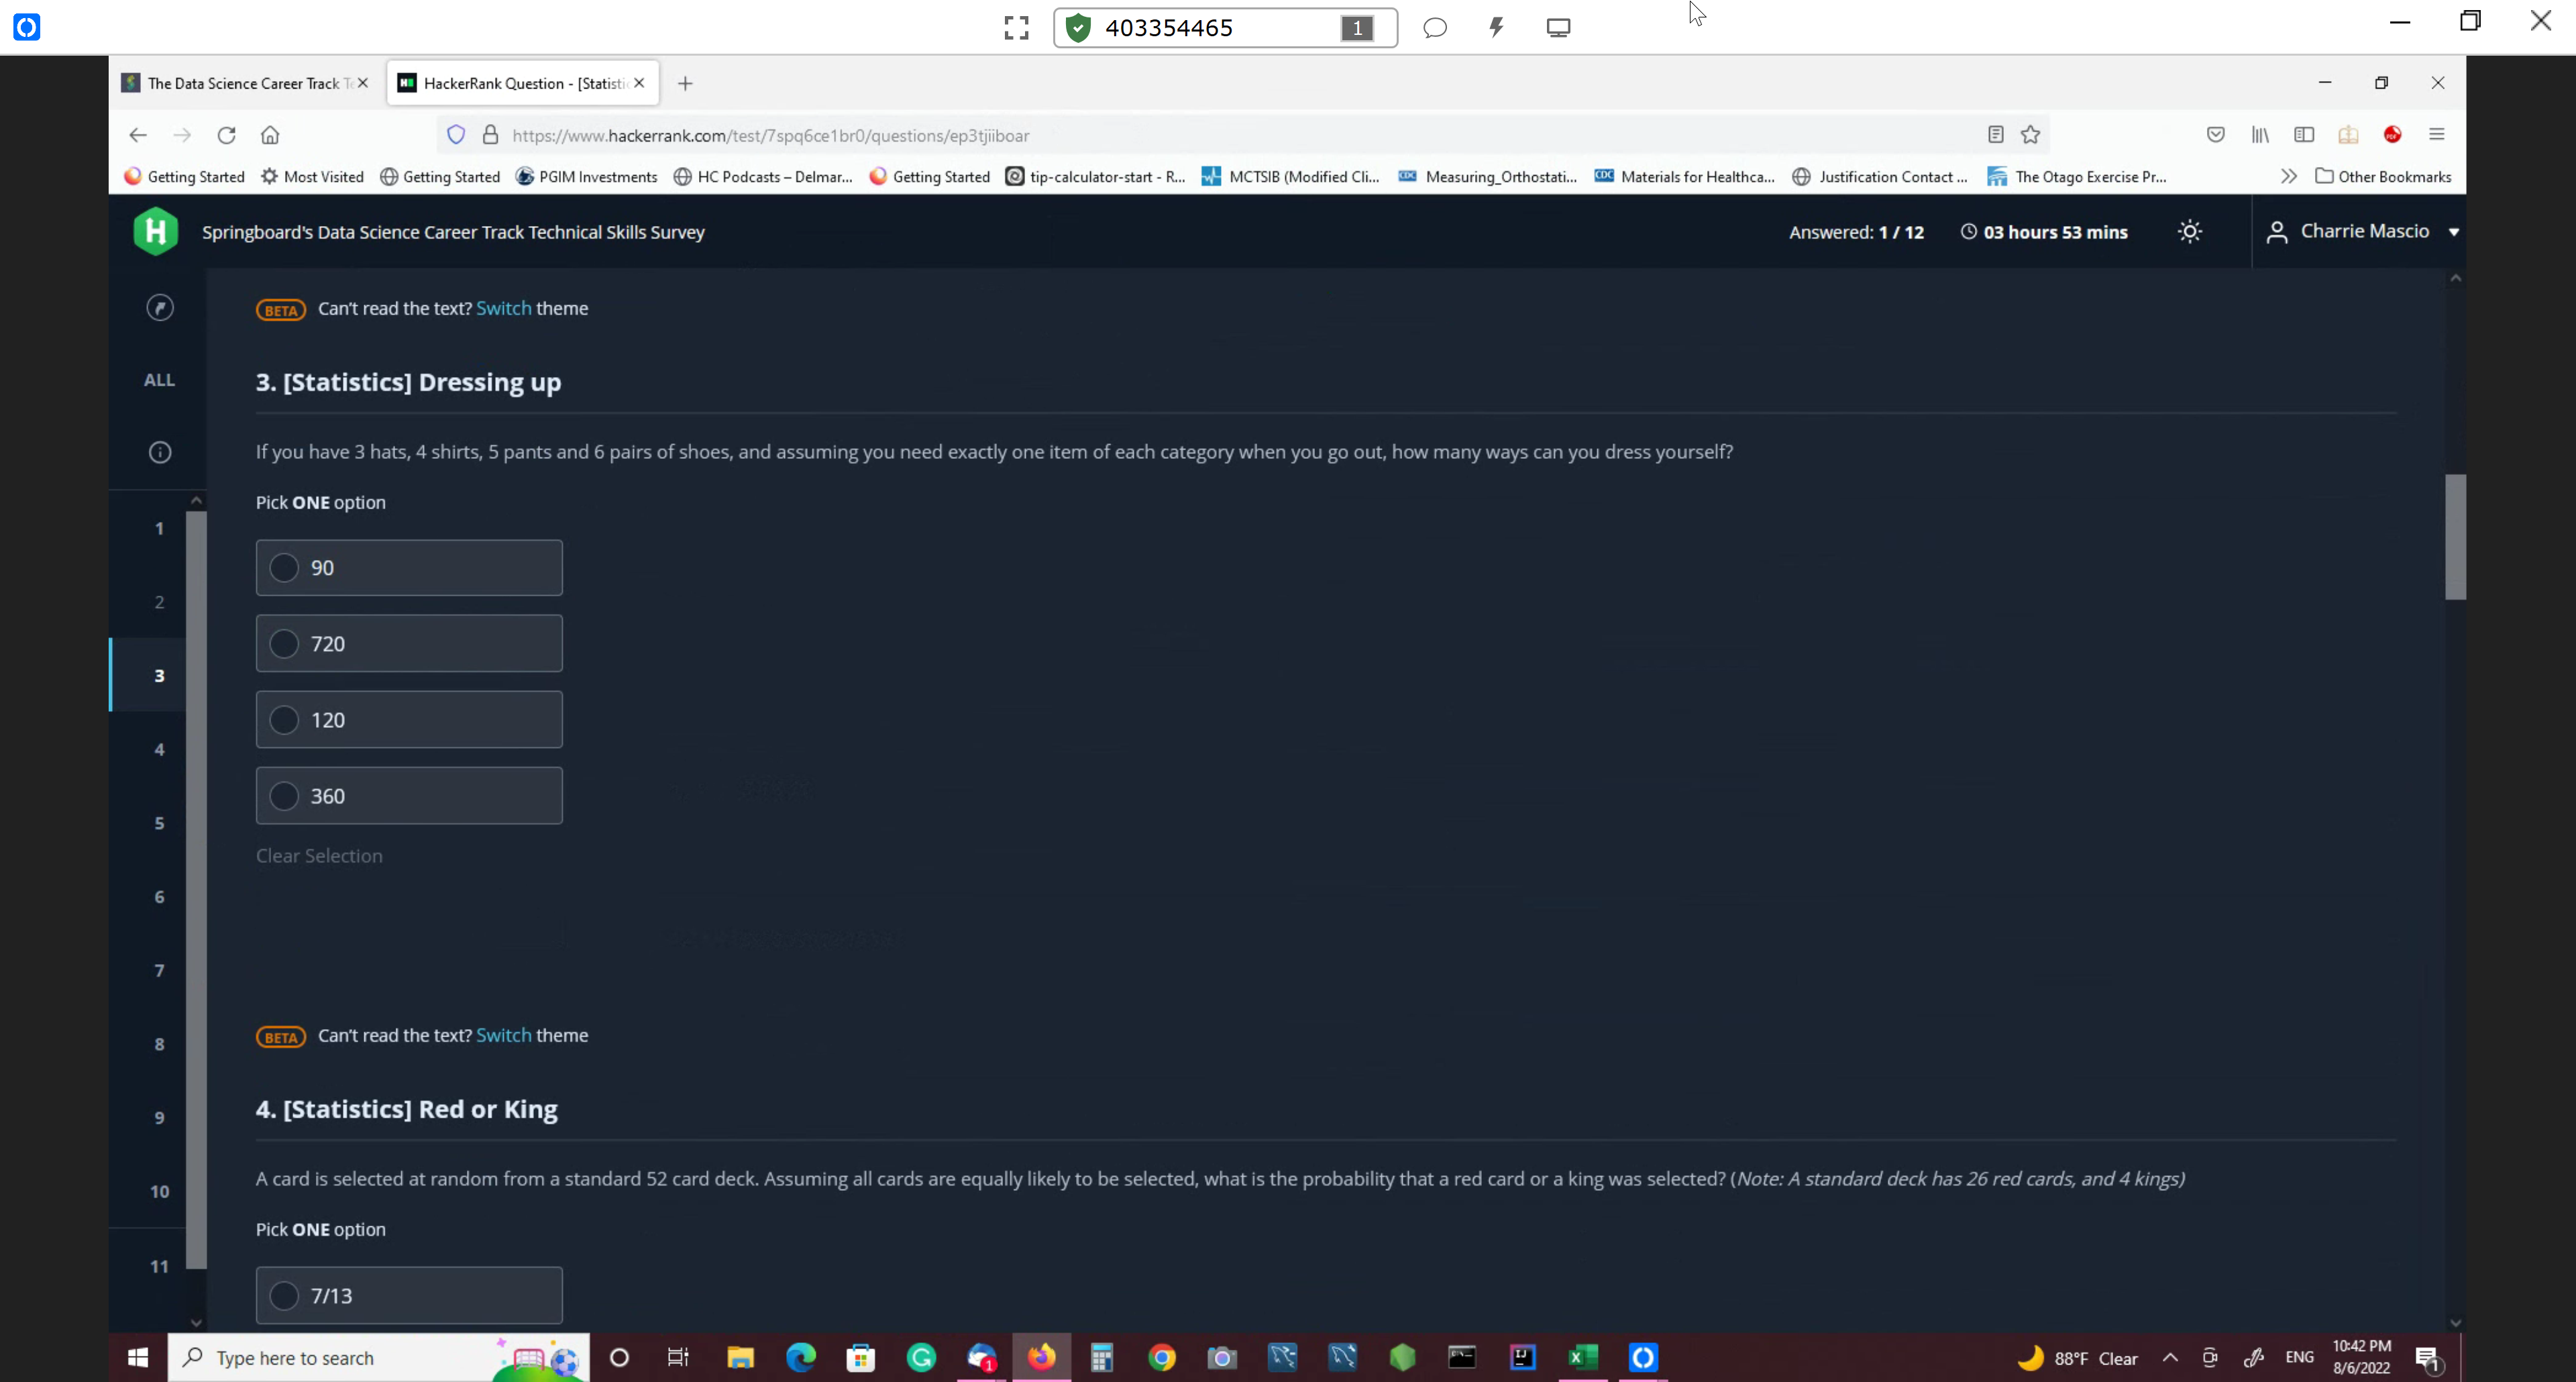 403354465 1
The Data Science Career Track
HackerRank Question - [Statisti
https://www.hackerrank.com/test/7spq6ce1br0/questions/ep3tjiiboar
Getting Started Most Visited Getting Started PGIM Investments HC Podcasts – Delmar... Getting Started tip-calculator-start - R... MCTSIB (Modified Cli... Measuring_Orthostati... Materials for Healthca... Justification Contact ... The Otago Exercise Pr... Other Bookmarks
Springboard's Data Science Career Track Technical Skills Survey
Answered: 1 / 12
03 hours 53 mins
Charrie Mascio
ALL
1
2
3
4
5
6
7
8
9
10
11
BETA Can't read the text? Switch theme
3. [Statistics] Dressing up
If you have 3 hats, 4 shirts, 5 pants and 6 pairs of shoes, and assuming you need exactly one item of each category when you go out, how many ways can you dress yourself?
Pick ONE option
90
720
120
360
Clear Selection
BETA Can't read the text? Switch theme
4. [Statistics] Red or King
A card is selected at random from a standard 52 card deck. Assuming all cards are equally likely to be selected, what is the probability that a red card or a king was selected? (Note: A standard deck has 26 red cards, and 4 kings)
Pick ONE option
7/13
Type here to search
88°F Clear
ENG
10:42 PM
8/6/2022
1